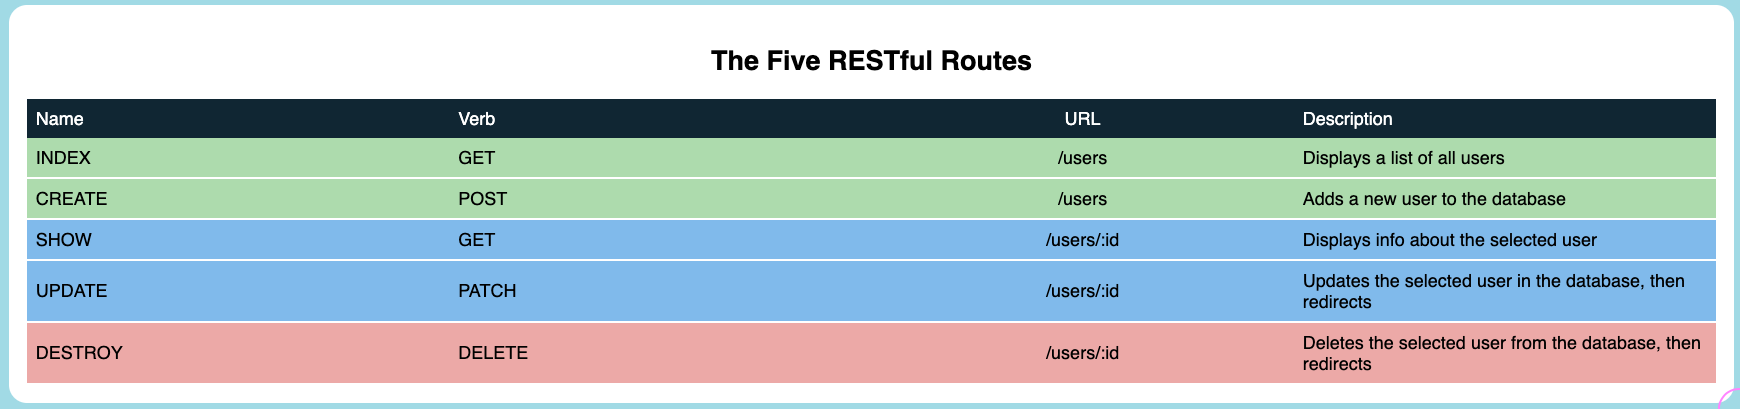 The Five RESTful Routes
Name Verb URL Description
INDEX GET /users Displays a list of all users
CREATE POST /users Adds a new user to the database
SHOW GET /users/:id Displays info about the selected user
UPDATE PATCH /users/:id Updates the selected user in the database, then
redirects
DESTROY DELETE /users/:id Deletes the selected user from the database, then
redirects